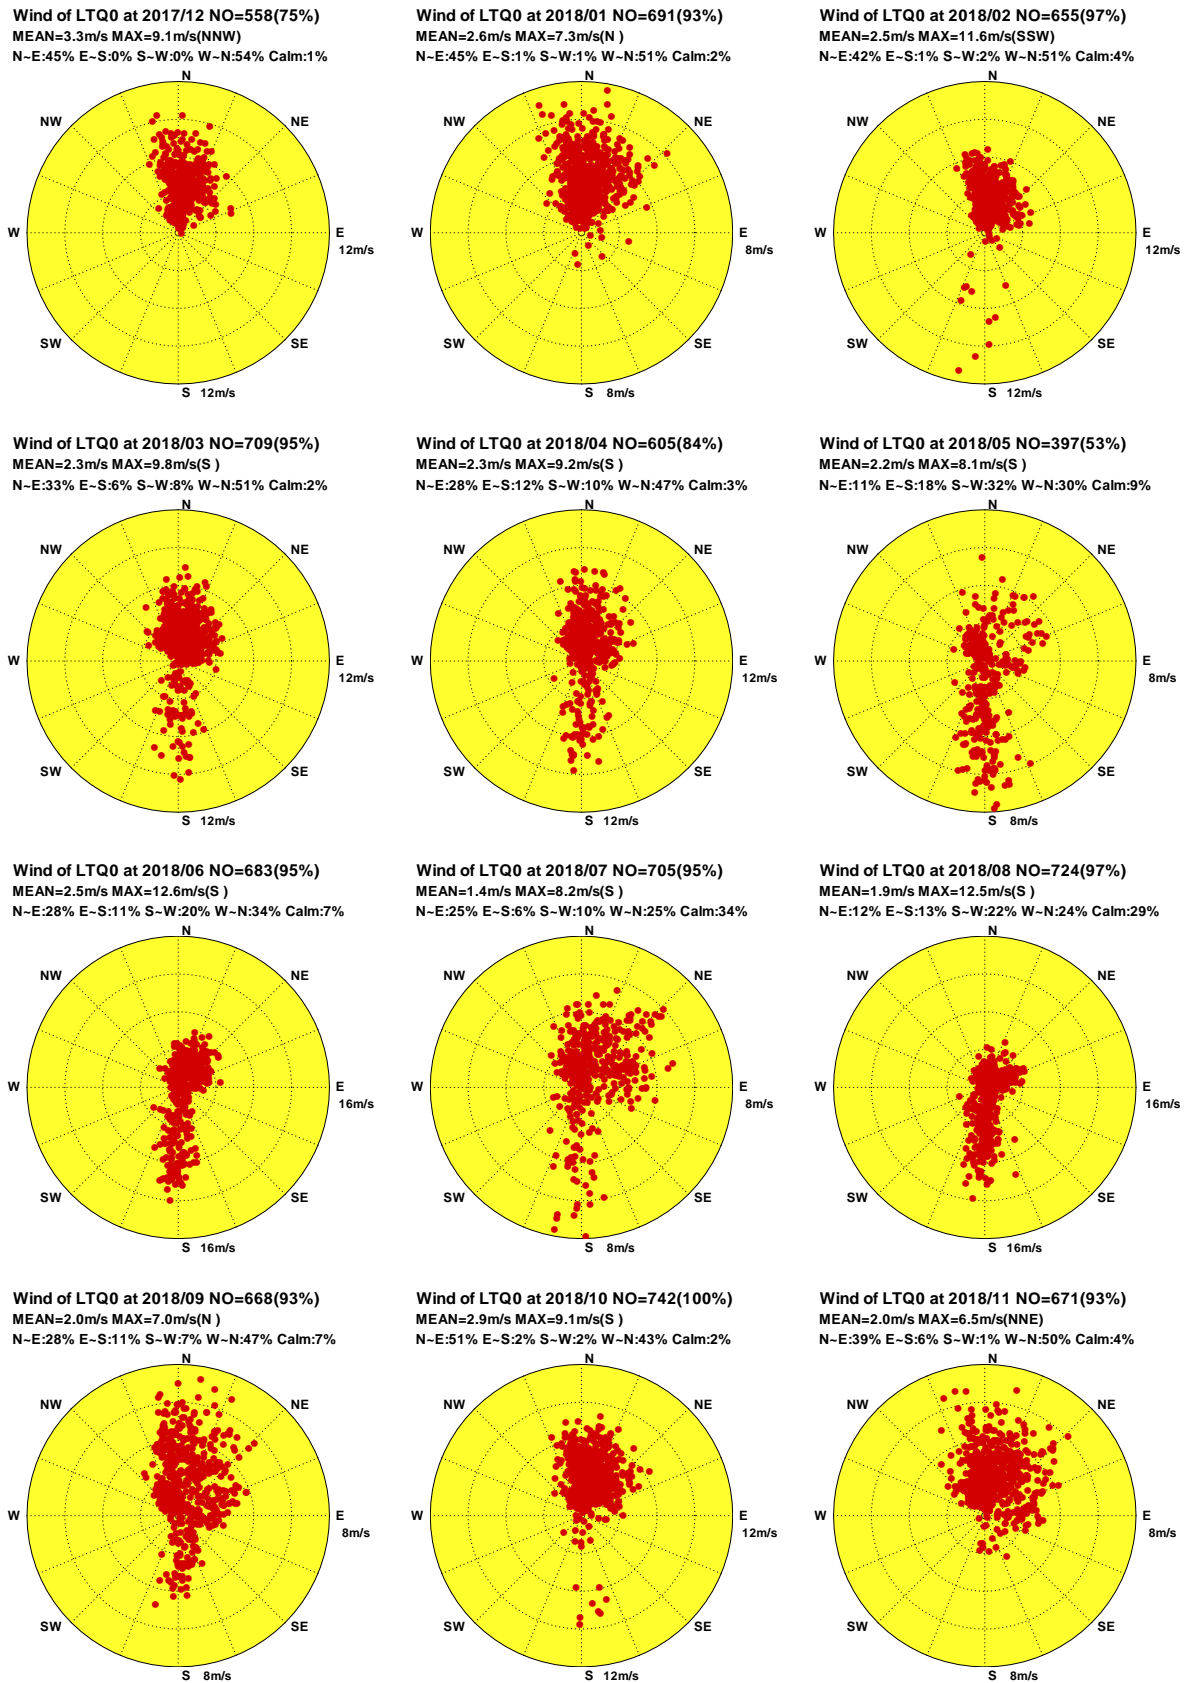 Wind of LTQ0 at 2017/12 NO=558(75%)
MEAN=3.3m/s MAX=9.1m/s(NNW)
N~E:45% E~S:0% S~W:0% W~N:54% Calm:1%
N
NW
NE
W
E
12m/s
SW
SE
S 12m/s
Wind of LTQ0 at 2018/01 NO=691(93%)
MEAN=2.6m/s MAX=7.3m/s(N )
N~E:45% E~S:1% S~W:1% W~N:51% Calm:2%
N
NW
NE
W
E
8m/s
SW
SE
S 8m/s
Wind of LTQ0 at 2018/02 NO=655(97%)
MEAN=2.5m/s MAX=11.6m/s(SSW)
N~E:42% E~S:1% S~W:2% W~N:51% Calm:4%
N
NW
NE
W
E
12m/s
SW
SE
S 12m/s
Wind of LTQ0 at 2018/03 NO=709(95%)
MEAN=2.3m/s MAX=9.8m/s(S )
N~E:33% E~S:6% S~W:8% W~N:51% Calm:2%
N
NW
NE
W
E
12m/s
SW
SE
S 12m/s
Wind of LTQ0 at 2018/04 NO=605(84%)
MEAN=2.3m/s MAX=9.2m/s(S )
N~E:28% E~S:12% S~W:10% W~N:47% Calm:3%
N
NW
NE
W
E
12m/s
SW
SE
S 12m/s
Wind of LTQ0 at 2018/05 NO=397(53%)
MEAN=2.2m/s MAX=8.1m/s(S )
N~E:11% E~S:18% S~W:32% W~N:30% Calm:9%
N
NW
NE
W
E
8m/s
SW
SE
S 8m/s
Wind of LTQ0 at 2018/06 NO=683(95%)
MEAN=2.5m/s MAX=12.6m/s(S )
N~E:28% E~S:11% S~W:20% W~N:34% Calm:7%
N
NW
NE
W
E
16m/s
SW
SE
S 16m/s
Wind of LTQ0 at 2018/07 NO=705(95%)
MEAN=1.4m/s MAX=8.2m/s(S )
N~E:25% E~S:6% S~W:10% W~N:25% Calm:34%
N
NW
NE
W
E
8m/s
SW
SE
S 8m/s
Wind of LTQ0 at 2018/08 NO=724(97%)
MEAN=1.9m/s MAX=12.5m/s(S )
N~E:12% E~S:13% S~W:22% W~N:24% Calm:29%
N
NW
NE
W
E
16m/s
SW
SE
S 16m/s
Wind of LTQ0 at 2018/09 NO=668(93%)
MEAN=2.0m/s MAX=7.0m/s(N )
N~E:28% E~S:11% S~W:7% W~N:47% Calm:7%
N
NW
NE
W
E
8m/s
SW
SE
S 8m/s
Wind of LTQ0 at 2018/10 NO=742(100%)
MEAN=2.9m/s MAX=9.1m/s(S )
N~E:51% E~S:2% S~W:2% W~N:43% Calm:2%
N
NW
NE
W
E
12m/s
SW
SE
S 12m/s
Wind of LTQ0 at 2018/11 NO=671(93%)
MEAN=2.0m/s MAX=6.5m/s(NNE)
N~E:39% E~S:6% S~W:1% W~N:50% Calm:4%
N
NW
NE
W
E
8m/s
SW
SE
S 8m/s